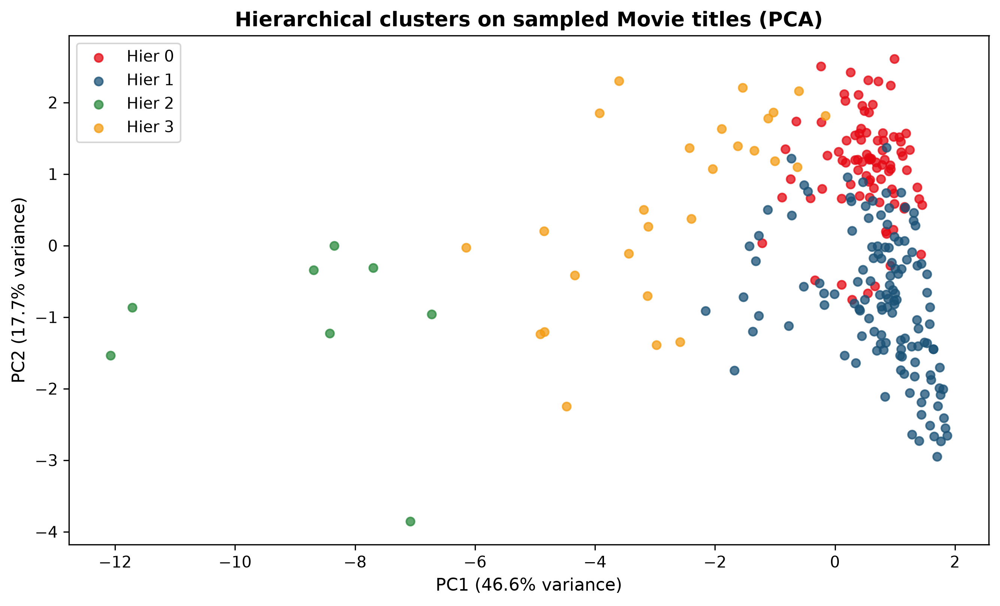 Hierarchical clusters on sampled Movie titles (PCA)
Hier 0
Hier 1
Hier 2
Hier 3
PC2 (17.7% variance)
2
1
0
−1
−2
−3
−4
−12
−10
−8
−6
−4
−2
0
2
PC1 (46.6% variance)